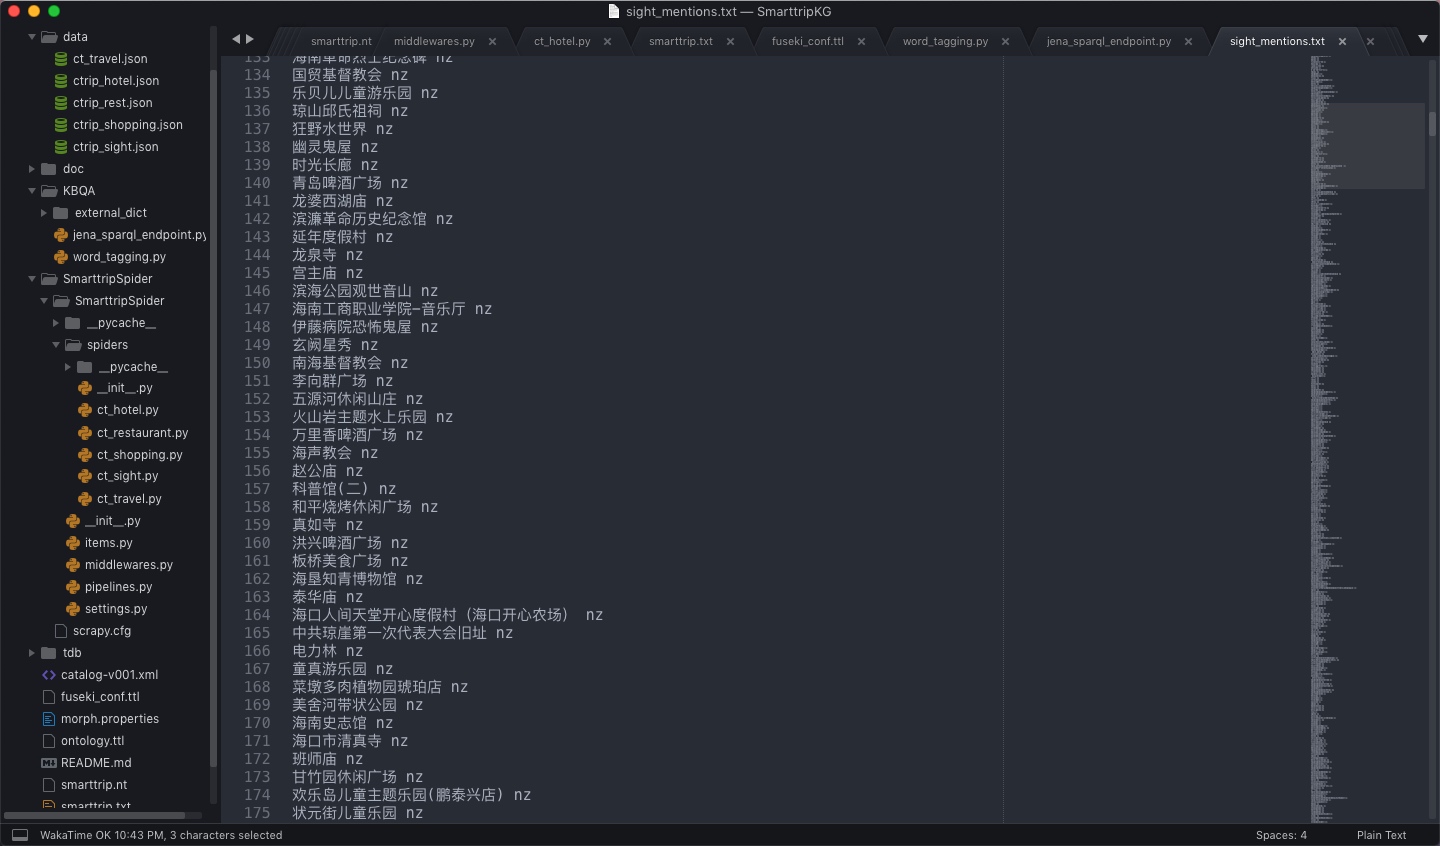 sight_mentions.txt — SmarttripKG
smarttrip.nt
middlewares.py
ct_hotel.py
smarttrip.txt
fuseki_conf.ttl
word_tagging.py
jena_sparql_endpoint.py
sight_mentions.txt
data
ct_travel.json
ctrip_hotel.json
ctrip_rest.json
ctrip_shopping.json
ctrip_sight.json
doc
KBQA
external_dict
jena_sparql_endpoint.py
word_tagging.py
SmarttripSpider
SmarttripSpider
__pycache__
spiders
__pycache__
__init__.py
ct_hotel.py
ct_restaurant.py
ct_shopping.py
ct_sight.py
ct_travel.py
__init__.py
items.py
middlewares.py
pipelines.py
settings.py
scrapy.cfg
tdb
catalog-v001.xml
fuseki_conf.ttl
morph.properties
ontology.ttl
README.md
smarttrip.nt
smarttrip.txt
133 海南革命烈士纪念碑 nz
134 国贸基督教会 nz
135 乐贝儿儿童游乐园 nz
136 琼山邱氏祖祠 nz
137 狂野水世界 nz
138 幽灵鬼屋 nz
139 时光长廊 nz
140 青岛啤酒广场 nz
141 龙婆西湖庙 nz
142 滨濂革命历史纪念馆 nz
143 延年度假村 nz
144 龙泉寺 nz
145 宫主庙 nz
146 滨海公园观世音山 nz
147 海南工商职业学院-音乐厅 nz
148 伊藤病院恐怖鬼屋 nz
149 玄阙星秀 nz
150 南海基督教会 nz
151 李向群广场 nz
152 五源河休闲山庄 nz
153 火山岩主题水上乐园 nz
154 万里香啤酒广场 nz
155 海声教会 nz
156 赵公庙 nz
157 科普馆(二) nz
158 和平烧烤休闲广场 nz
159 真如寺 nz
160 洪兴啤酒广场 nz
161 板桥美食广场 nz
162 海垦知青博物馆 nz
163 泰华庙 nz
164 海口人间天堂开心度假村（海口开心农场） nz
165 中共琼崖第一次代表大会旧址 nz
166 电力林 nz
167 童真游乐园 nz
168 菜墩多肉植物园琥珀店 nz
169 美舍河带状公园 nz
170 海南史志馆 nz
171 海口市清真寺 nz
172 班师庙 nz
173 甘竹园休闲广场 nz
174 欢乐岛儿童主题乐园(鹏泰兴店) nz
175 状元街儿童乐园 nz
WakaTime OK 10:43 PM, 3 characters selected
Spaces: 4
Plain Text